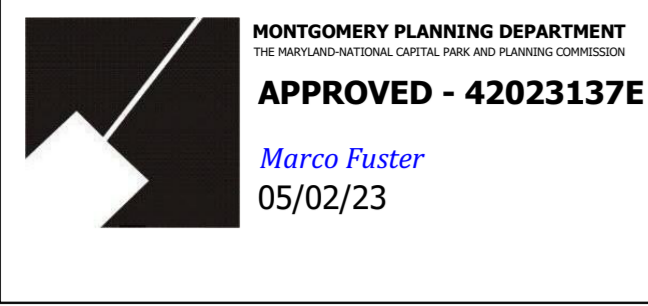 MONTGOMERY PLANNING DEPARTMENT
THE MARYLAND-NATIONAL CAPITAL PARK AND PLANNING COMMISSION
APPROVED - 42023137E
Marco Fuster
05/02/23